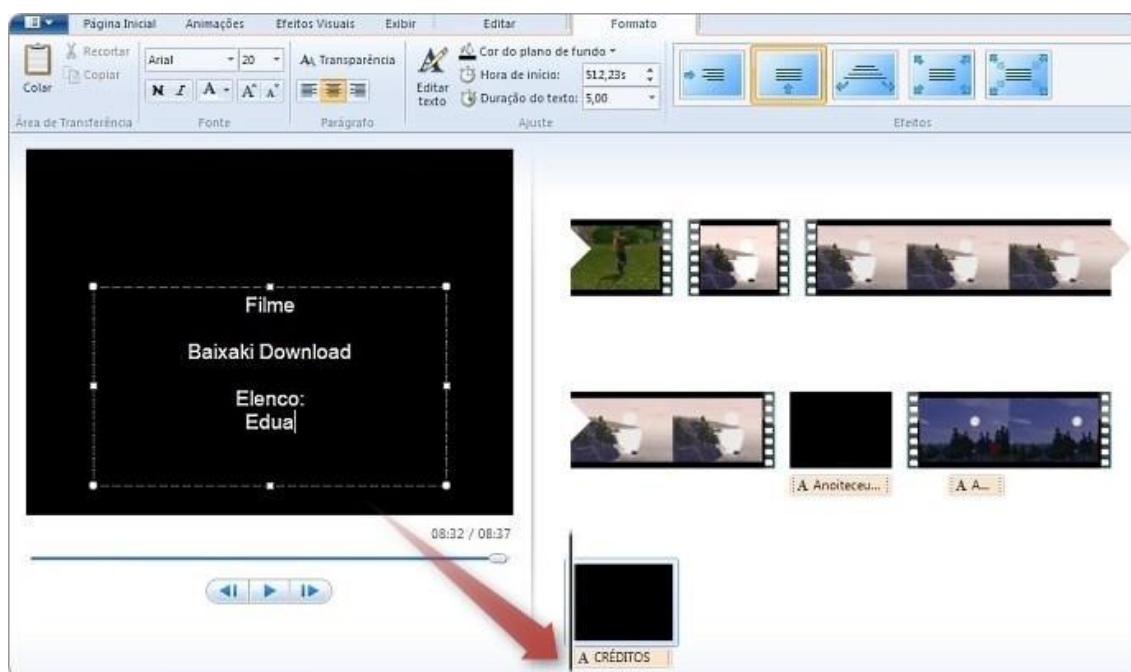 Página Inicial Animações Efeitos Visuais Exibir Editar Formato
Colar
Recortar
Copiar
Área de Transferência
Arial 20
N I A A A
Fonte
AA Transparência
Parágrafo
Editar texto
Cor do plano de fundo
Hora de início: 512,23s
Duração do texto: 5,00
Ajuste
Efeitos
Filme
Baixaki Download
Elenco:
Edua
08:32 / 08:37
A Anoiteceu...
A A...
A CRÉDITOS